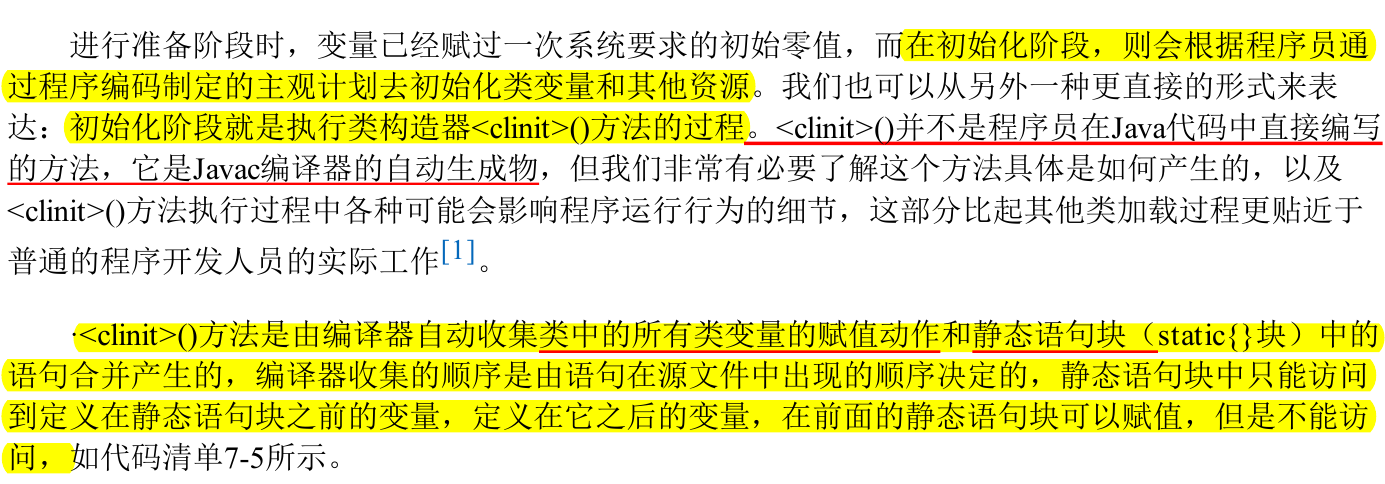 进行准备阶段时，变量已经赋过一次系统要求的初始零值，而在初始化阶段，则会根据程序员通
过程序编码制定的主观计划去初始化类变量和其他资源。我们也可以从另外一种更直接的形式来表
达：初始化阶段就是执行类构造器<clinit>()方法的过程。<clinit>()并不是程序员在Java代码中直接编写
的方法，它是Javac编译器的自动生成物，但我们非常有必要了解这个方法具体是如何产生的，以及
<clinit>()方法执行过程中各种可能会影响程序运行行为的细节，这部分比起其他类加载过程更贴近于
普通的程序开发人员的实际工作[1]。
·<clinit>()方法是由编译器自动收集类中的所有类变量的赋值动作和静态语句块（static{}块）中的
语句合并产生的，编译器收集的顺序是由语句在源文件中出现的顺序决定的，静态语句块中只能访问
到定义在静态语句块之前的变量，定义在它之后的变量，在前面的静态语句块可以赋值，但是不能访
问，如代码清单7-5所示。